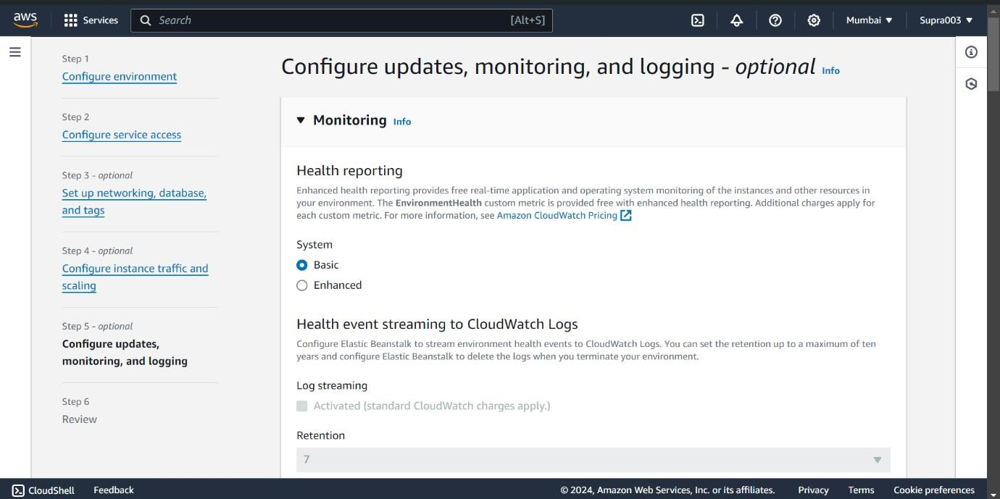 aws
Services
Search
[Alt+S]
Mumbai
Supra003
Step 1
Configure environment
Step 2
Configure service access
Step 3 - optional
Set up networking, database,
and tags
Step 4 - optional
Configure instance traffic and
scaling
Step 5 - optional
Configure updates,
monitoring, and logging
Step 6
Review
Configure updates, monitoring, and logging - optional Info
Monitoring Info
Health reporting
Enhanced health reporting provides free real-time application and operating system monitoring of the instances and other resources in
your environment. The EnvironmentHealth custom metric is provided free with enhanced health reporting. Additional charges apply for
each custom metric. For more information, see Amazon CloudWatch Pricing
System
Basic
Enhanced
Health event streaming to CloudWatch Logs
Configure Elastic Beanstalk to stream environment health events to CloudWatch Logs. You can set the retention up to a maximum of ten
years and configure Elastic Beanstalk to delete the logs when you terminate your environment.
Log streaming
Activated (standard CloudWatch charges apply.)
Retention
7
CloudShell
Feedback
© 2024, Amazon Web Services, Inc. or its affiliates.
Privacy
Terms
Cookie preferences